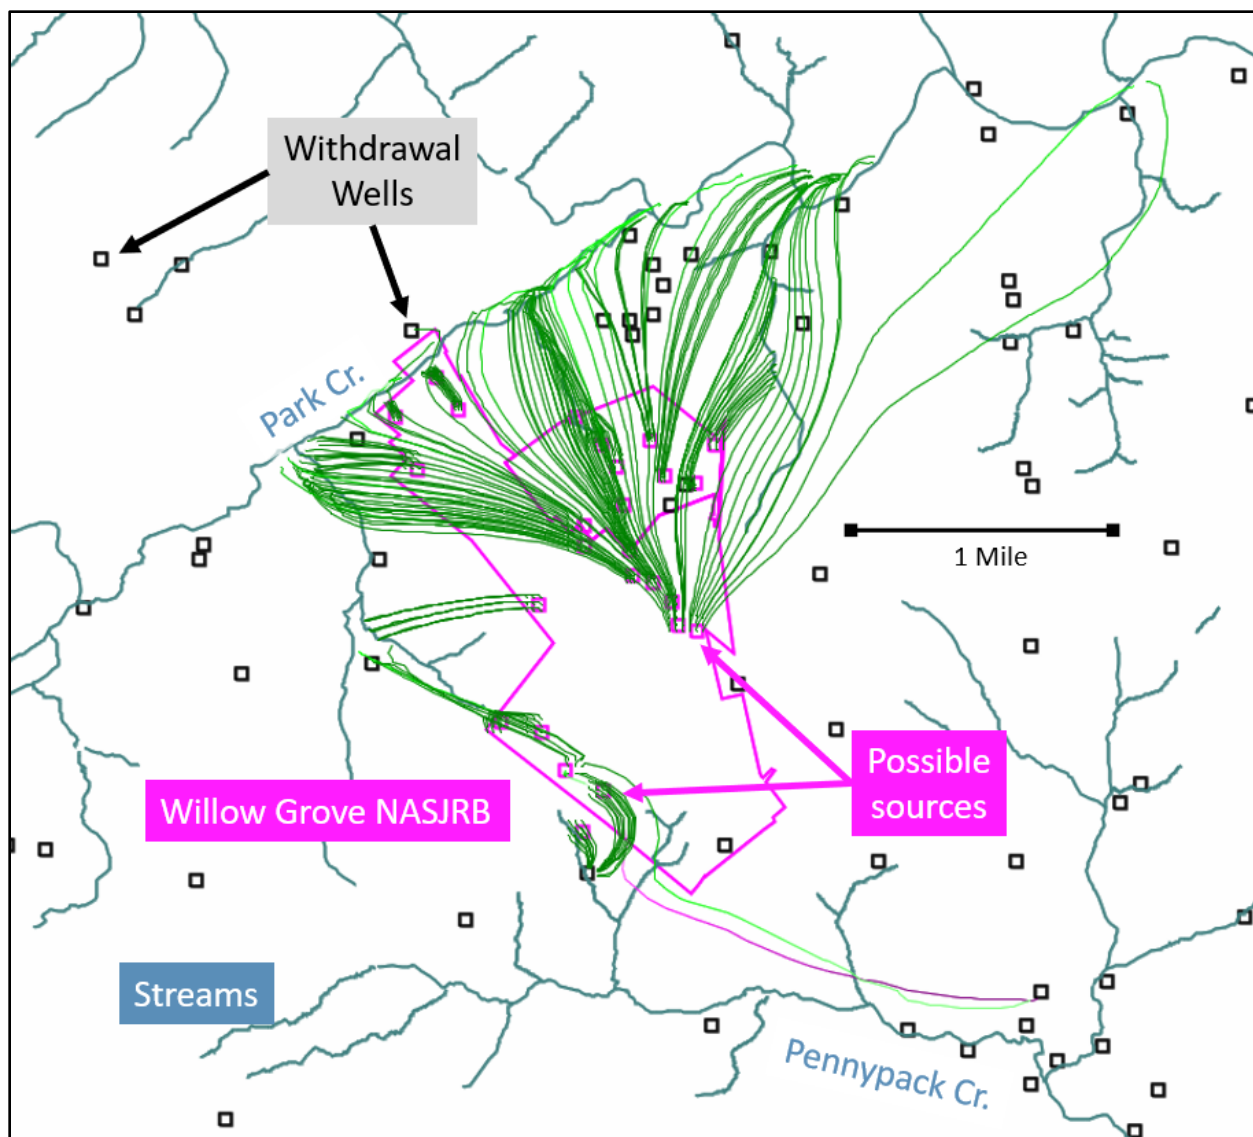 Withdrawal
Wells
Park Cr.
1 Mile
Possible
sources
Willow Grove NASJRB
Streams
Pennypack Cr.